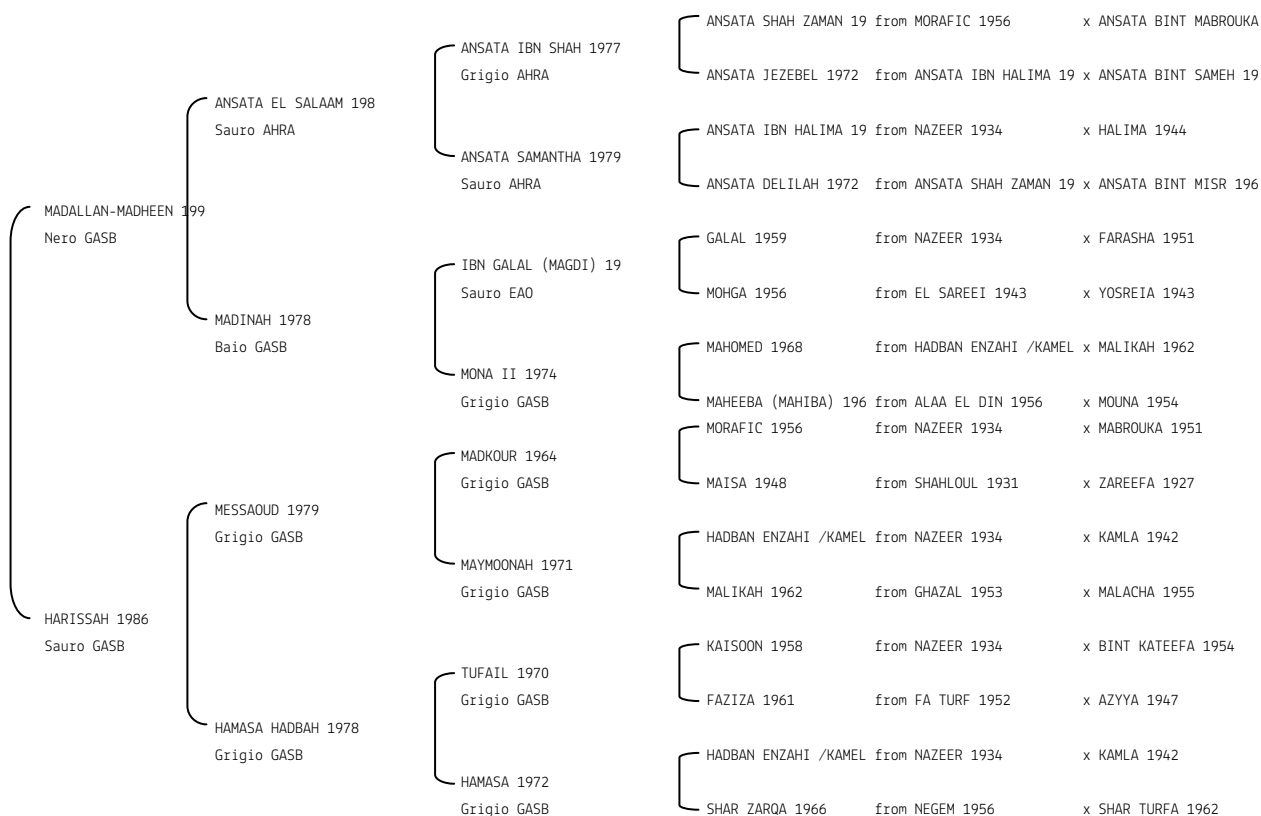 ANSATA SHAH ZAMAN 19 from MORAFIC 1956 x ANSATA BINT MABROUKA
ANSATA IBN SHAH 1977
Grigio AHRA
ANSATA JEZEBEL 1972 from ANSATA IBN HALIMA 19 x ANSATA BINT SAMEH 19
ANSATA EL SALAAM 198
Sauro AHRA
ANSATA IBN HALIMA 19 from NAZEER 1934 x HALIMA 1944
ANSATA SAMANTHA 1979
Sauro AHRA
ANSATA DELILAH 1972 from ANSATA SHAH ZAMAN 19 x ANSATA BINT MISR 196
MADALLAN-MADHEEN 199
Nero GASB
GALAL 1959 from NAZEER 1934 x FARASHA 1951
IBN GALAL (MAGDI) 19
Sauro EAO
MOHGA 1956 from EL SAREEI 1943 x YOSREIA 1943
MADINAH 1978
Baio GASB
MAHOMED 1968 from HADBAN ENZAHI /KAMEL x MALIKAH 1962
MONA II 1974
Grigio GASB
MAHEEBA (MAHIBA) 196 from ALAA EL DIN 1956 x MOUNA 1954
MORAFIC 1956 from NAZEER 1934 x MABROUKA 1951
MADKOUR 1964
Grigio GASB
MAISA 1948 from SHAHLOUL 1931 x ZAREEFA 1927
MESSAOUD 1979
Grigio GASB
HADBAN ENZAHI /KAMEL from NAZEER 1934 x KAMLA 1942
MAYMOONAH 1971
Grigio GASB
MALIKAH 1962 from GHAZAL 1953 x MALACHA 1955
HARISSAH 1986
Sauro GASB
KAISOON 1958 from NAZEER 1934 x BINT KATEEFA 1954
TUFAIL 1970
Grigio GASB
FAZIZA 1961 from FA TURF 1952 x AZYYA 1947
HAMASA HADBAH 1978
Grigio GASB
HADBAN ENZAHI /KAMEL from NAZEER 1934 x KAMLA 1942
HAMASA 1972
Grigio GASB
SHAR ZARQA 1966 from NEGEM 1956 x SHAR TURFA 1962